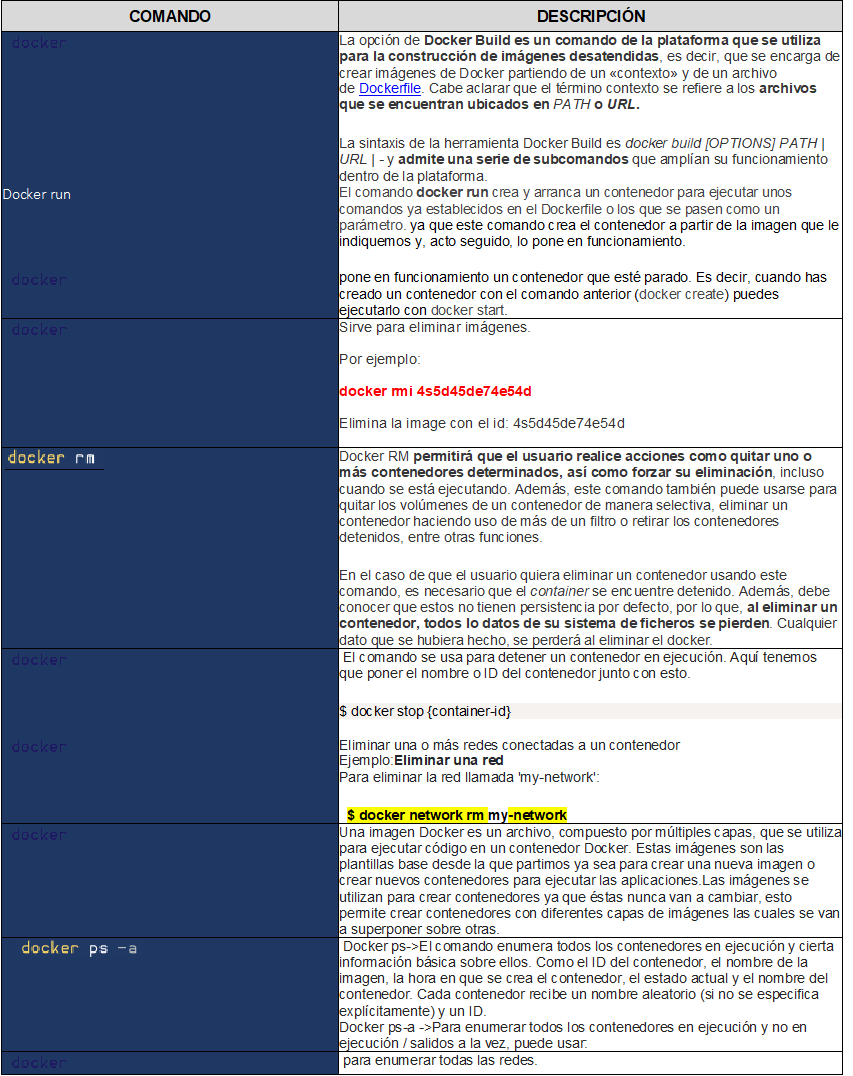 COMANDO
DESCRIPCIÓN
docker
La opción de Docker Build es un comando de la plataforma que se utiliza
para la construcción de imágenes desatendidas, es decir, que se encarga de
crear imágenes de Docker partiendo de un «contexto» y de un archivo
de Dockerfile. Cabe aclarar que el término contexto se refiere a los archivos
que se encuentran ubicados en PATH o URL.
La sintaxis de la herramienta Docker Build es docker build [OPTIONS] PATH |
URL | - y admite una serie de subcomandos que amplían su funcionamiento
dentro de la plataforma.
Docker run
El comando docker run crea y arranca un contenedor para ejecutar unos
comandos ya establecidos en el Dockerfile o los que se pasen como un
parámetro. ya que este comando crea el contenedor a partir de la imagen que le
indiquemos y, acto seguido, lo pone en funcionamiento.
docker
pone en funcionamiento un contenedor que esté parado. Es decir, cuando has
creado un contenedor con el comando anterior (docker create) puedes
ejecutarlo con docker start.
docker
Sirve para eliminar imágenes.
Por ejemplo:
docker rmi 4s5d45de74e54d
Elimina la image con el id: 4s5d45de74e54d
docker rm
Docker RM permitirá que el usuario realice acciones como quitar uno o
más contenedores determinados, así como forzar su eliminación, incluso
cuando se está ejecutando. Además, este comando también puede usarse para
quitar los volúmenes de un contenedor de manera selectiva, eliminar un
contenedor haciendo uso de más de un filtro o retirar los contenedores
detenidos, entre otras funciones.
En el caso de que el usuario quiera eliminar un contenedor usando este
comando, es necesario que el container se encuentre detenido. Además, debe
conocer que estos no tienen persistencia por defecto, por lo que, al eliminar un
contenedor, todos lo datos de su sistema de ficheros se pierden. Cualquier
dato que se hubiera hecho, se perderá al eliminar el docker.
docker
El comando se usa para detener un contenedor en ejecución. Aquí tenemos
que poner el nombre o ID del contenedor junto con esto.
$ docker stop {container-id}
docker
Eliminar una o más redes conectadas a un contenedor
Ejemplo:Eliminar una red
Para eliminar la red llamada 'my-network':
$ docker network rm my-network
docker
Una imagen Docker es un archivo, compuesto por múltiples capas, que se utiliza
para ejecutar código en un contenedor Docker. Estas imágenes son las
plantillas base desde la que partimos ya sea para crear una nueva imagen o
crear nuevos contenedores para ejecutar las aplicaciones.Las imágenes se
utilizan para crear contenedores ya que éstas nunca van a cambiar, esto
permite crear contenedores con diferentes capas de imágenes las cuales se van
a superponer sobre otras.
docker ps -a
Docker ps->El comando enumera todos los contenedores en ejecución y cierta
información básica sobre ellos. Como el ID del contenedor, el nombre de la
imagen, la hora en que se crea el contenedor, el estado actual y el nombre del
contenedor. Cada contenedor recibe un nombre aleatorio (si no se especifica
explícitamente) y un ID.
Docker ps-a ->Para enumerar todos los contenedores en ejecución y no en
ejecución / salidos a la vez, puede usar:
docker
para enumerar todas las redes.